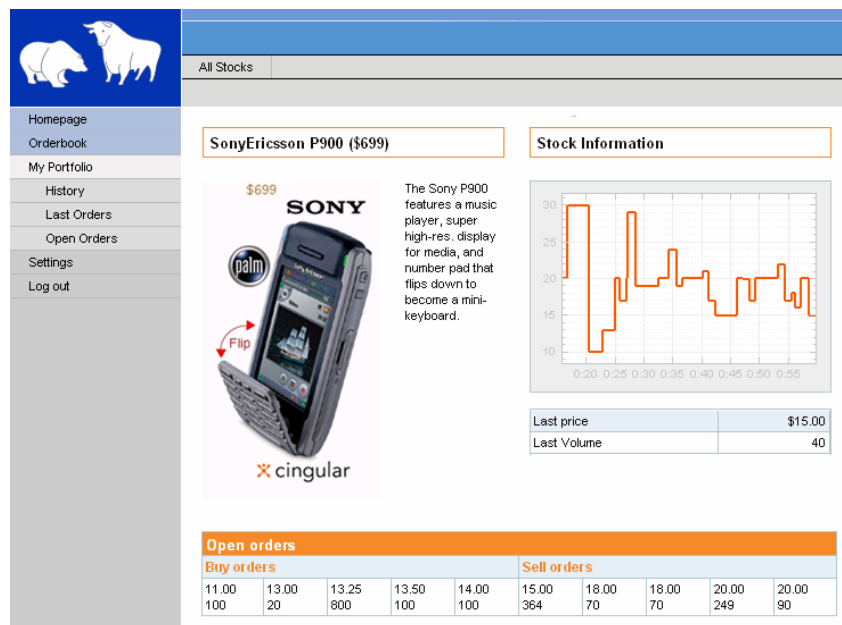 All Stocks
Homepage
Orderbook
My Portfolio
History
Last Orders
Open Orders
Settings
Log out
SonyEricsson P900 ($699)
$699
SONY
palm
Sony Ericsson
Flip
cingular
The Sony P900
features a music
player, super
high-res. display
for media, and
number pad that
flips down to
become a mini-
keyboard.
Stock Information
30
25
20
15
10
0:20 0:25 0:30 0:35 0:40 0:45 0:50 0:55
Last price $15.00
Last Volume 40
Open orders
Buy orders Sell orders
11.00 13.00 13.25 13.50 14.00 15.00 18.00 18.00 20.00 20.00
100 20 800 100 100 364 70 70 249 90